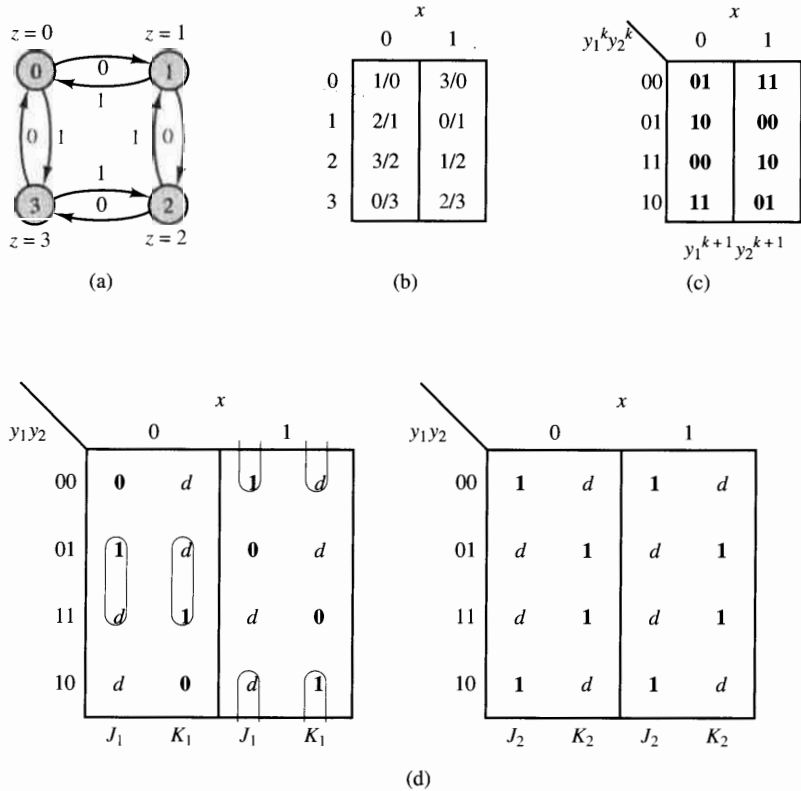 z = 0 z = 1
0 0 1
1
0 1 1 0
1
3 0 2
z = 3 z = 2
(a)
x
0 1
0 1/0 3/0
1 2/1 0/1
2 3/2 1/2
3 0/3 2/3
(b)
x
y₁ᵏy₂ᵏ 0 1
00 01 11
01 10 00
11 00 10
10 11 01
y₁ᵏ⁺¹y₂ᵏ⁺¹
(c)
x
y₁y₂ 0 1
00 0 d 1 d
01 1 d 0 d
11 d 1 d 0
10 d 0 d 1
J₁ K₁ J₁ K₁
x
y₁y₂ 0 1
00 1 d 1 d
01 d 1 d 1
11 d 1 d 1
10 1 d 1 d
J₂ K₂ J₂ K₂
(d)